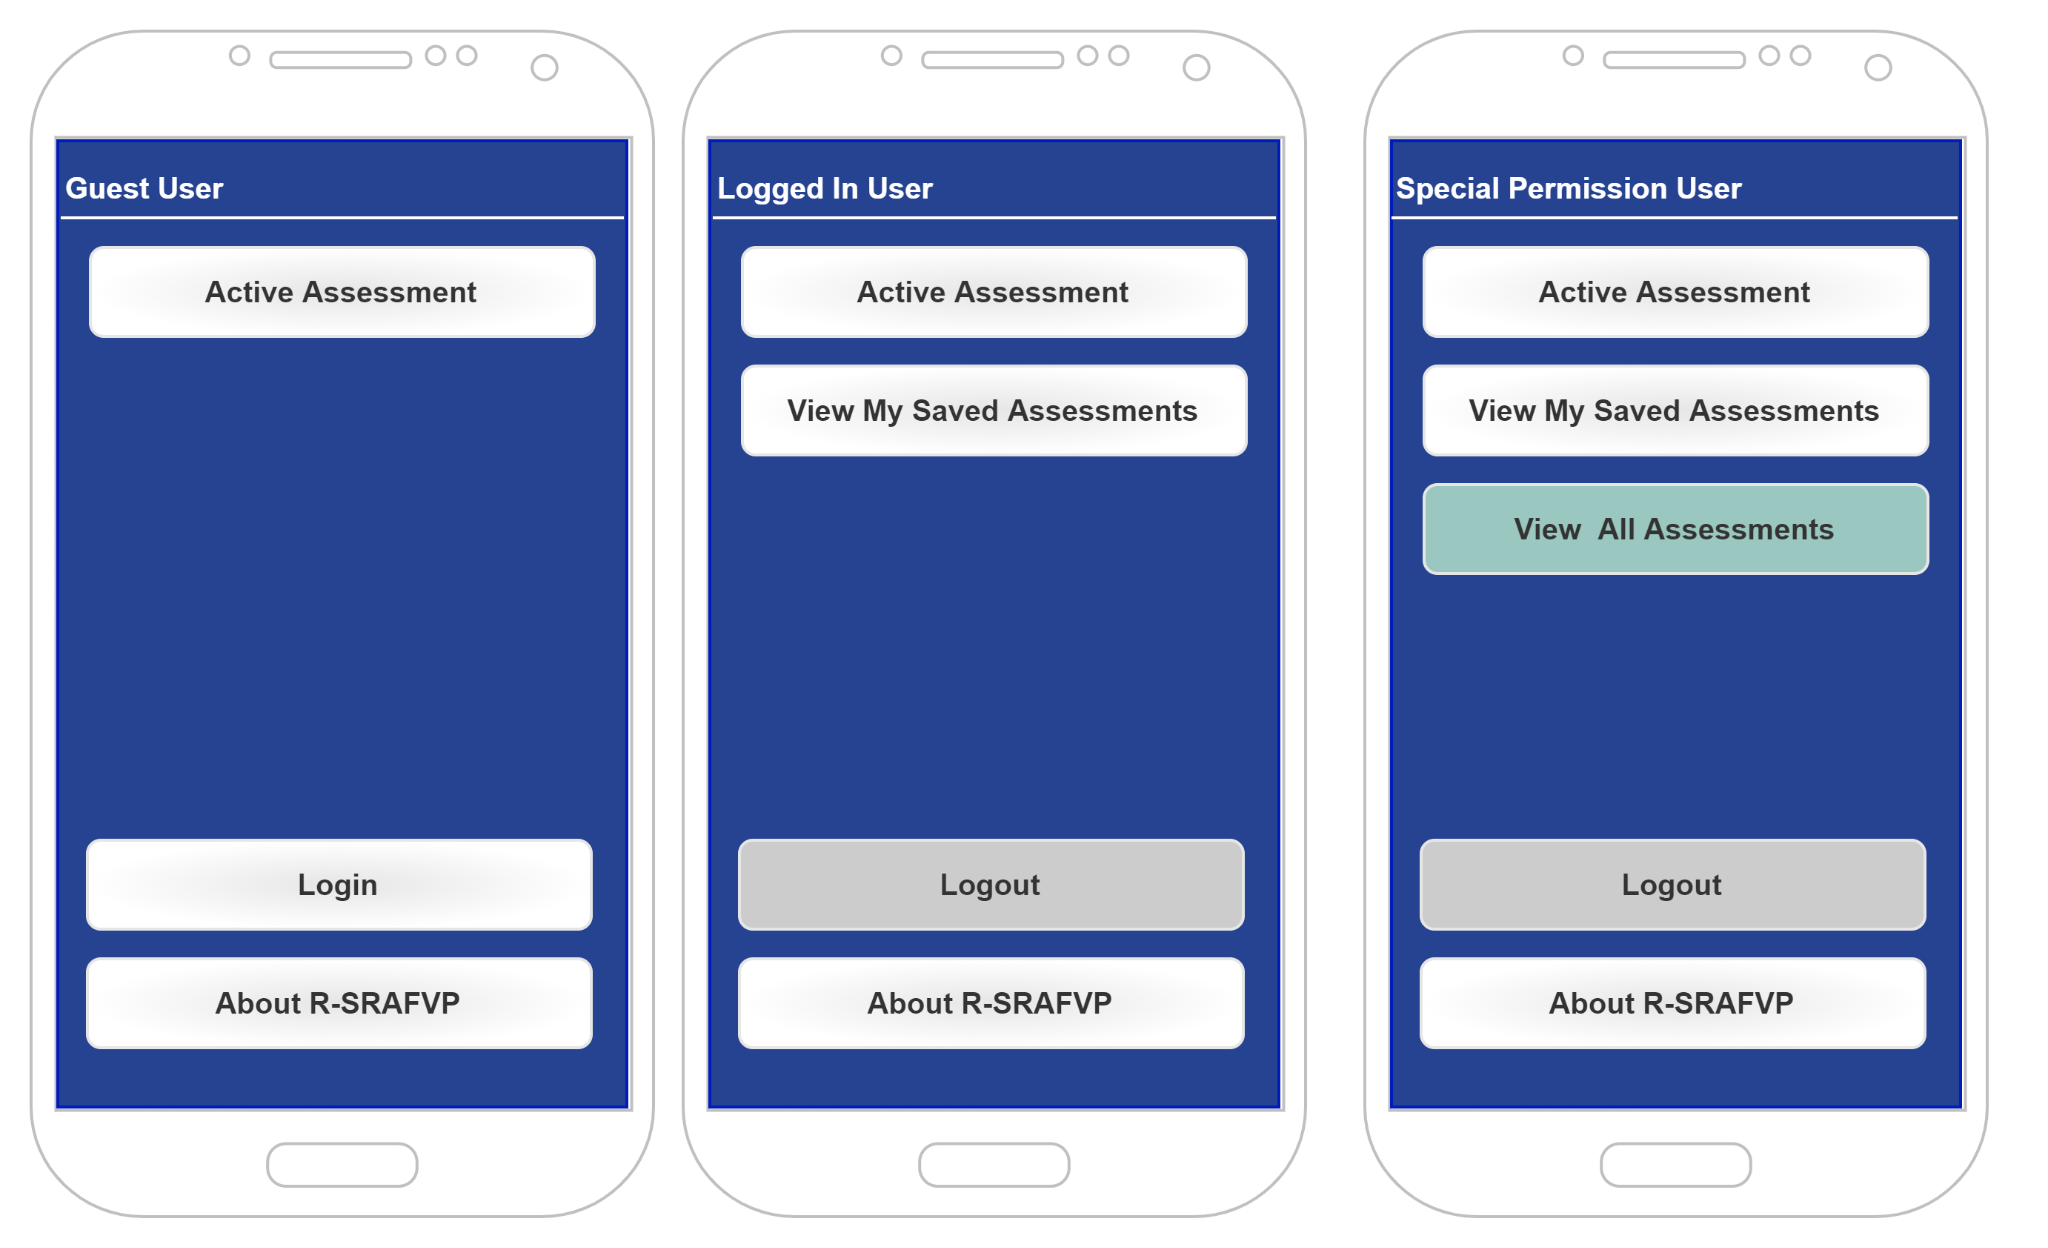 Guest User
Active Assessment
Login
About R-SRAFVP
Logged In User
Active Assessment
View My Saved Assessments
Logout
About R-SRAFVP
Special Permission User
Active Assessment
View My Saved Assessments
View  All Assessments
Logout
About R-SRAFVP